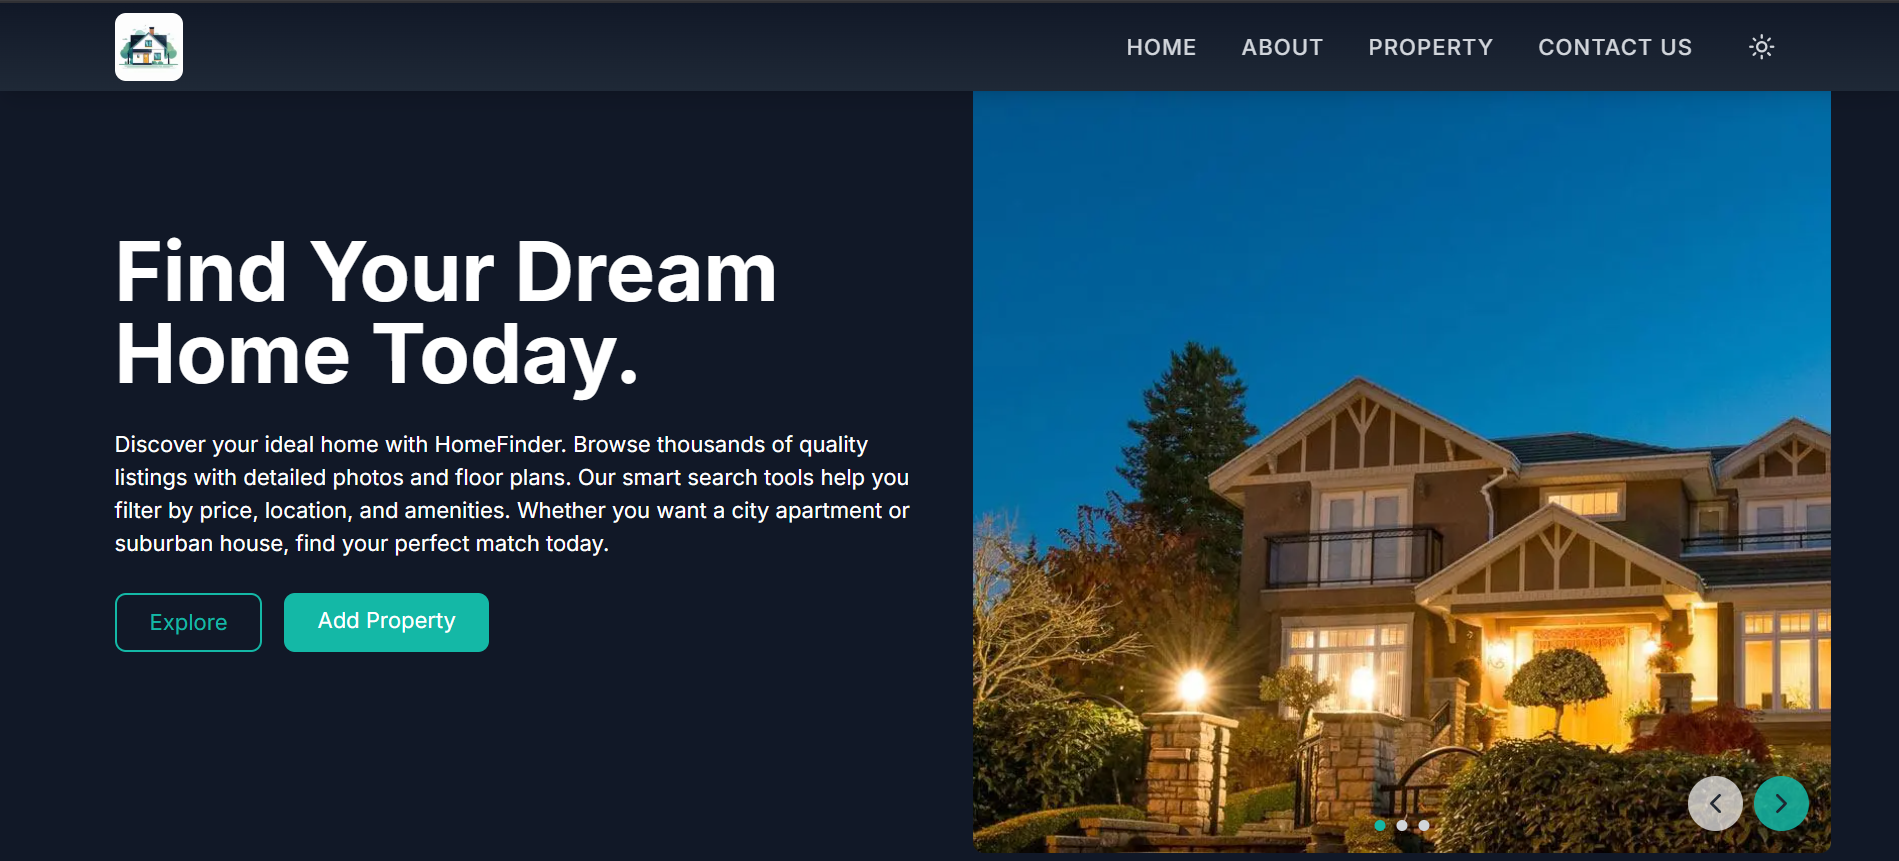 HOME ABOUT PROPERTY CONTACT US
Find Your Dream
Home Today.
Discover your ideal home with HomeFinder. Browse thousands of quality
listings with detailed photos and floor plans. Our smart search tools help you
filter by price, location, and amenities. Whether you want a city apartment or
suburban house, find your perfect match today.
Explore Add Property